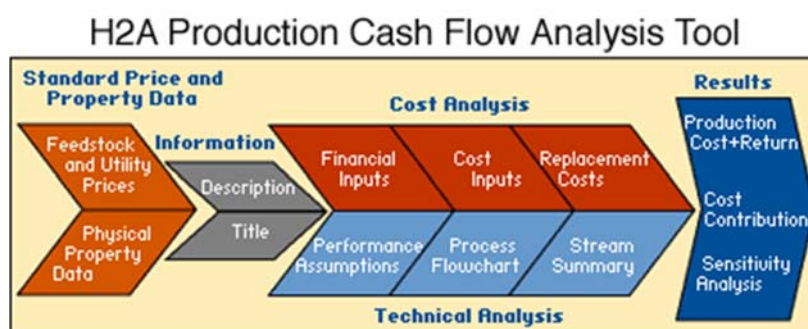 H2A Production Cash Flow Analysis Tool
Standard Price and
Property Data
Feedstock
and Utility
Prices
Physical
Property
Data
Information
Description
Title
Cost Analysis
Financial
Inputs
Cost
Inputs
Replacement
Costs
Performance
Assumptions
Process
Flowchart
Stream
Summary
Technical Analysis
Results
Production
Cost+Return
Cost
Contribution
Sensitivity
Analysis